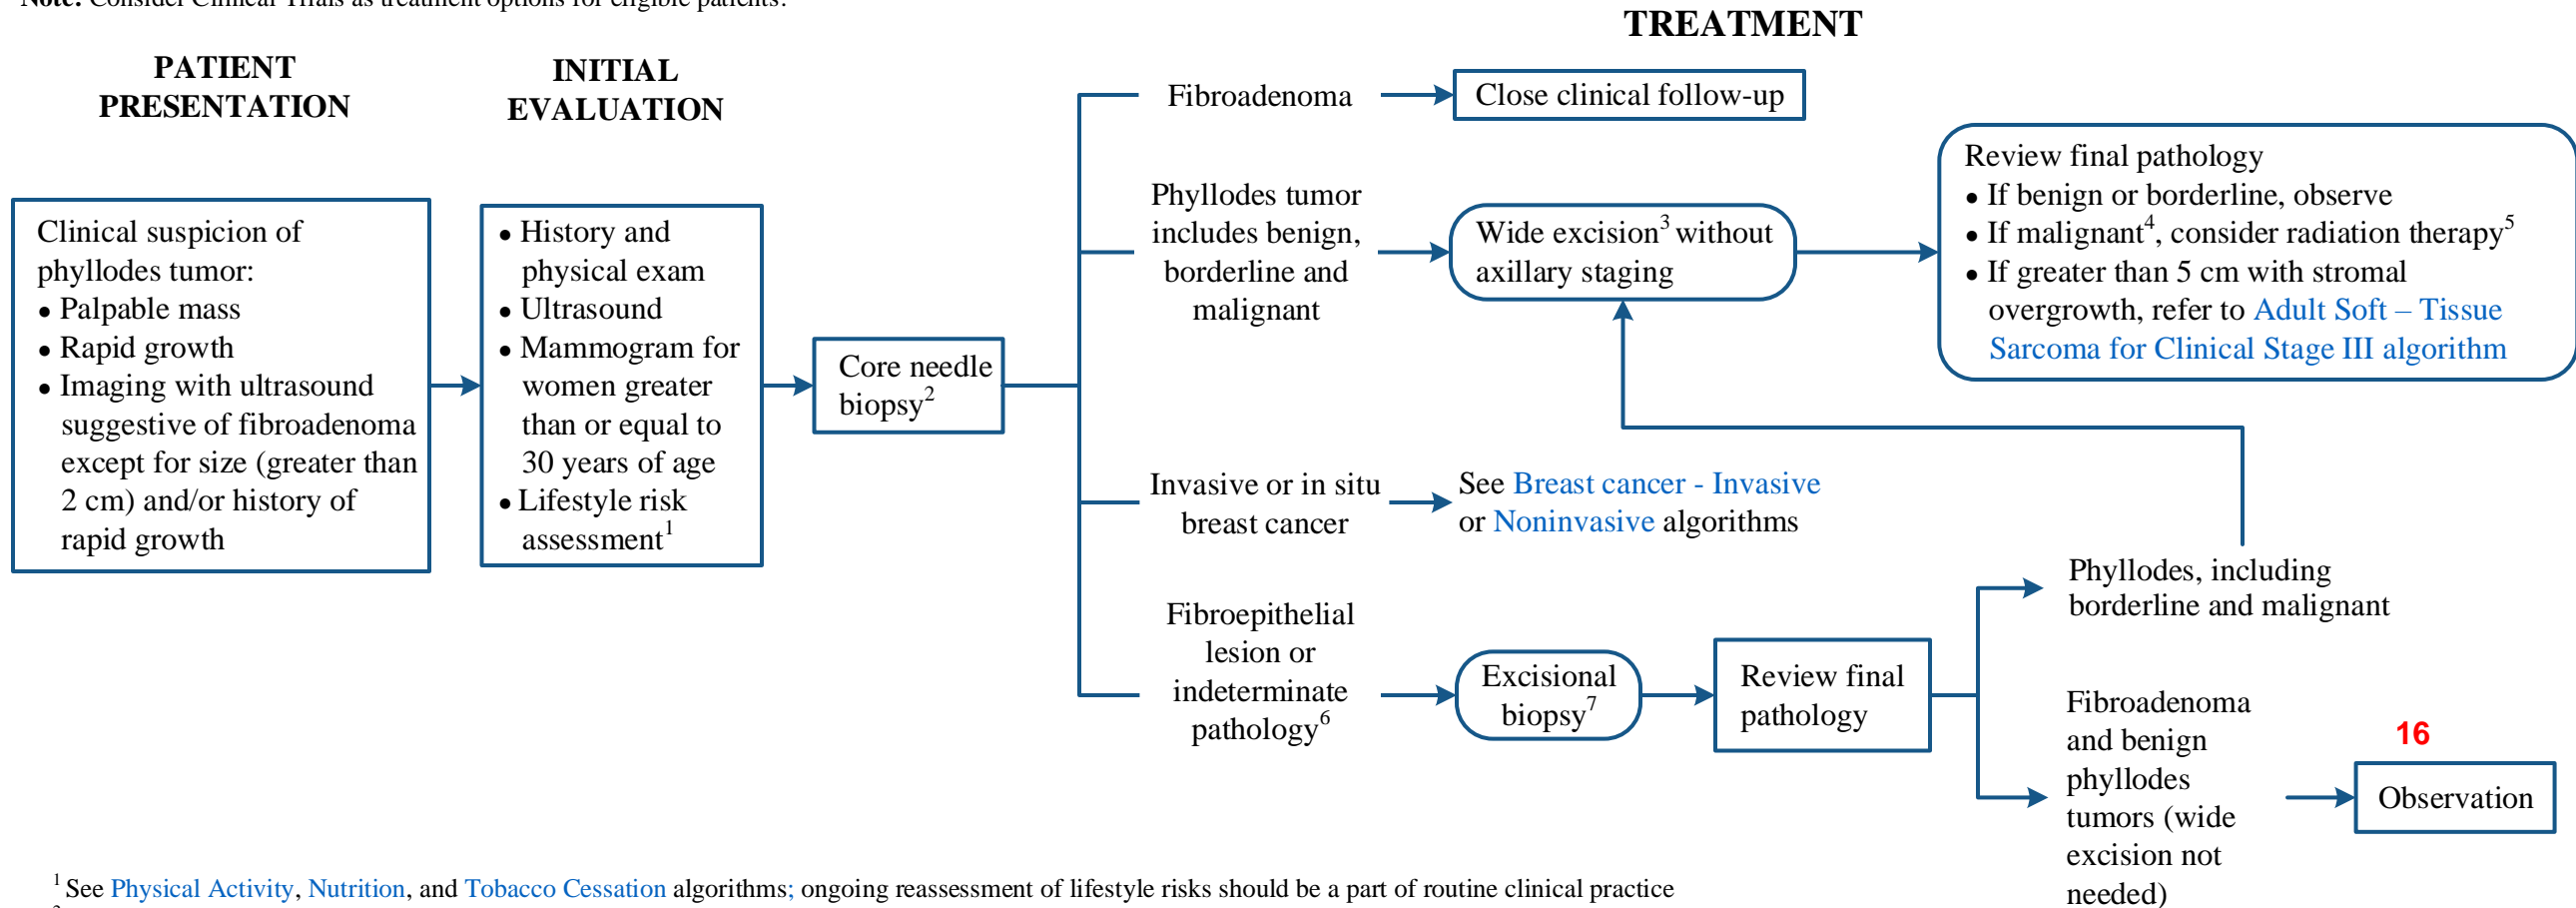 Note: Consider Clinical Trials as treatment options for eligible patients.
TREATMENT
PATIENT
PRESENTATION
INITIAL
EVALUATION
Clinical suspicion of
phyllodes tumor:
● Palpable mass
● Rapid growth
● Imaging with ultrasound
suggestive of fibroadenoma
except for size (greater than
2 cm) and/or history of
rapid growth
● History and
physical exam
● Ultrasound
● Mammogram for
women greater
than or equal to
30 years of age
● Lifestyle risk
assessment1
Core needle
biopsy2
Fibroadenoma
Close clinical follow-up
Phyllodes tumor
includes benign,
borderline and
malignant
Wide excision3 without
axillary staging
Review final pathology
● If benign or borderline, observe
● If malignant4, consider radiation therapy5
● If greater than 5 cm with stromal
overgrowth, refer to Adult Soft – Tissue
Sarcoma for Clinical Stage III algorithm
Invasive or in situ
breast cancer
See Breast cancer - Invasive
or Noninvasive algorithms
Fibroepithelial
lesion or
indeterminate
pathology6
Excisional
biopsy7
Review final
pathology
Phyllodes, including
borderline and malignant
Fibroadenoma
and benign
phyllodes
tumors (wide
excision not
needed)
16
Observation
1 See Physical Activity, Nutrition, and Tobacco Cessation algorithms; ongoing reassessment of lifestyle risks should be a part of routine clinical practice